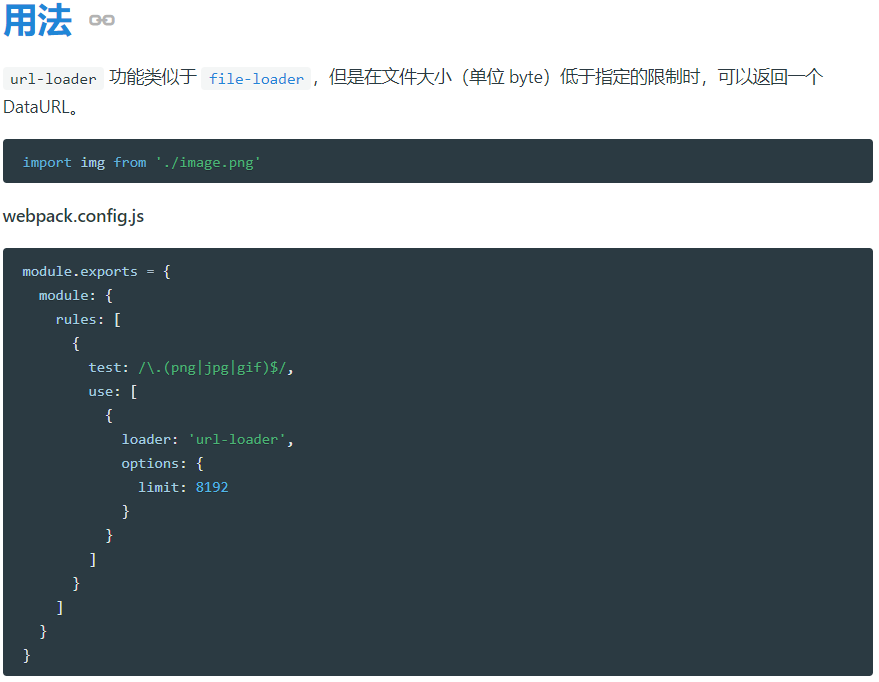 用法
url-loader 功能类似于 file-loader，但是在文件大小（单位 byte）低于指定的限制时，可以返回一个
DataURL。
import img from './image.png'
webpack.config.js
module.exports = {
  module: {
    rules: [
      {
        test: /\.(png|jpg|gif)$/,
        use: [
          {
            loader: 'url-loader',
            options: {
              limit: 8192
            }
          }
        ]
      }
    ]
  }
}